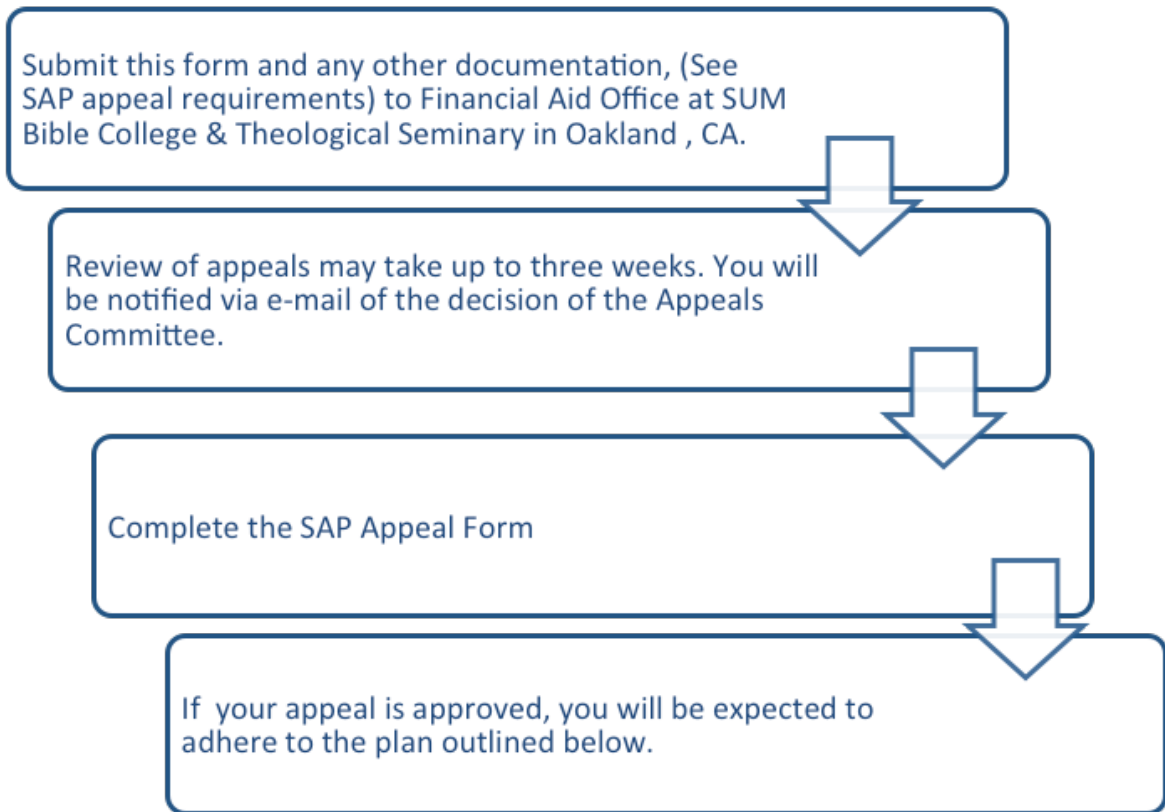 Submit this form and any other documentation, (See
SAP appeal requirements) to Financial Aid Office at SUM
Bible College & Theological Seminary in Oakland , CA.
Review of appeals may take up to three weeks. You will
be notified via e-mail of the decision of the Appeals
Committee.
Complete the SAP Appeal Form
If  your appeal is approved, you will be expected to
adhere to the plan outlined below.